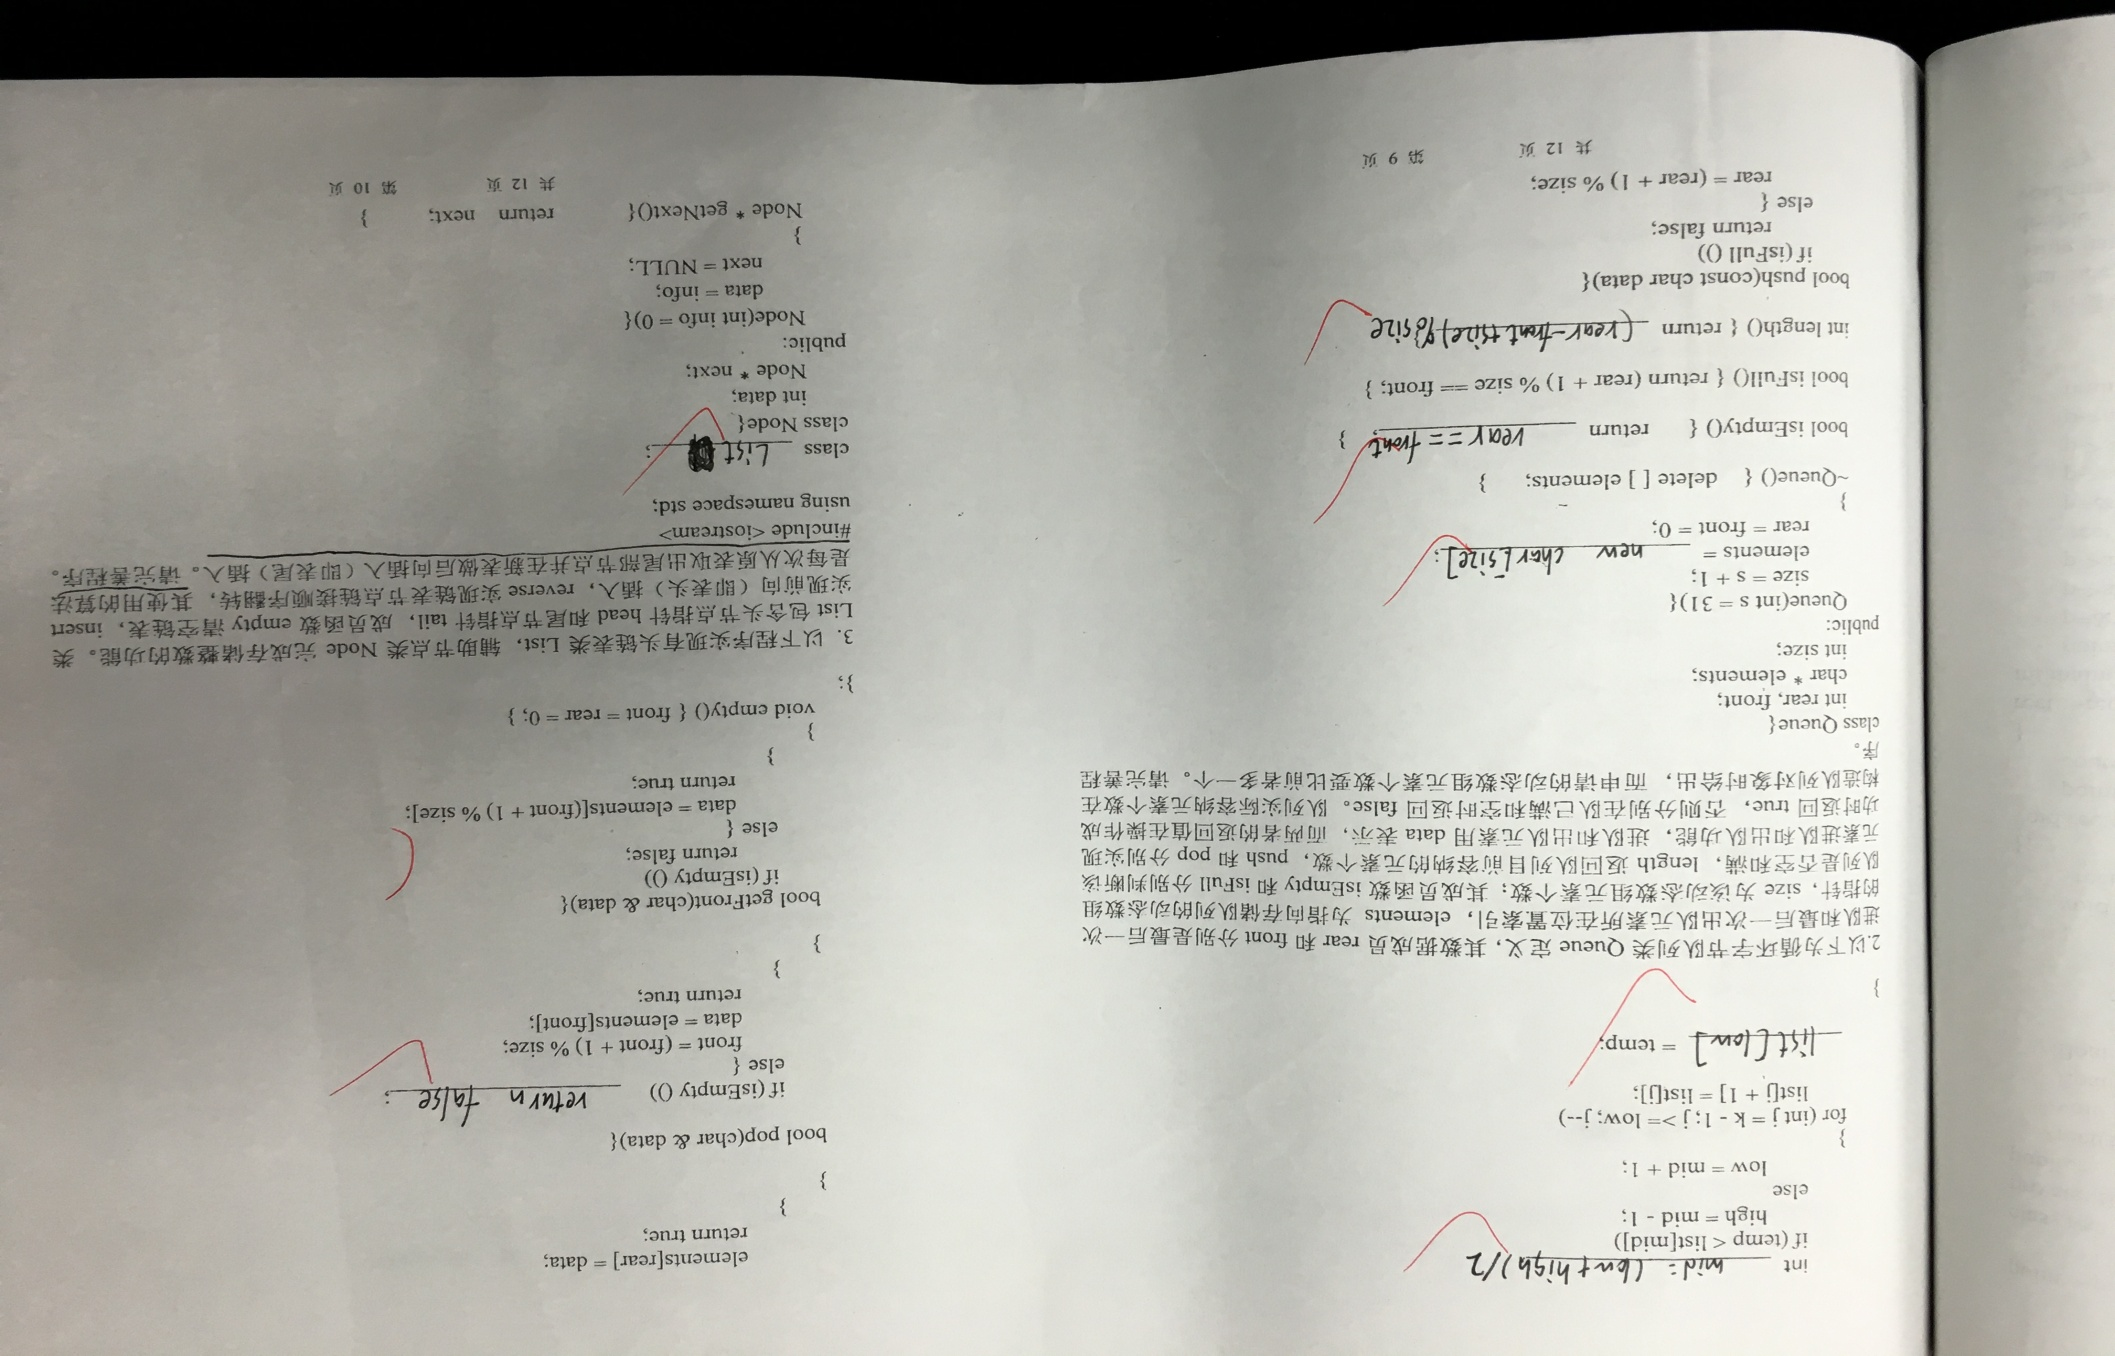 int mid=(low+high)/2
if (temp < list[mid])
high = mid - 1;
else
low = mid + 1;
}
for (int j = k - 1; j >= low; j--)
list[j + 1] = list[j];
list[low] = temp;
}
2.以下为循环字节队列类 Queue 定义，其数据成员 rear 和 front 分别是最后一次
进队和最后一次出队元素所在位置索引，elements 为指向存储队列的动态数组
的指针，size 为该动态数组元素个数；其成员函数 isEmpty 和 isFull 分别判断该
队列是否空和满，length 返回队列目前容纳的元素个数，push 和 pop 分别实现
元素进队和出队功能，进队和出队元素用 data 表示，而两者的返回值在操作成
功时返回 true，否则分别在队已满和空时返回 false。队列实际容纳元素个数在
构造队列对象时给出，而申请的动态数组元素个数要比前者多一个。请完善程
序。
class Queue{
int rear, front;
char * elements;
int size;
public:
Queue(int s = 31){
size = s + 1;
elements = new char[size];
rear = front = 0;
}
~Queue() { delete [ ] elements; }
bool isEmpty() { return rear == front; }
bool isFull() { return (rear + 1) % size == front; }
int length() { return (rear-front+size)%size
bool push(const char data){
if (isFull ())
return false;
else {
rear = (rear + 1) % size;
共 12 页 第 9 页
elements[rear] = data;
return true;
}
}
bool pop(char & data){
if (isEmpty ()) return false ;
else {
front = (front + 1) % size;
data = elements[front];
return true;
}
}
bool getFront(char & data){
if (isEmpty ())
return false;
else {
data = elements[(front + 1) % size];
return true;
}
}
void empty() { front = rear = 0; }
};
3. 以下程序实现有头链表类 List，辅助节点类 Node 完成存储整数的功能。类
List 包含头节点指针 head 和尾节点指针 tail，成员函数 empty 清空链表，insert
实现前向（即表头）插入，reverse 实现链表节点链接顺序翻转，其使用的算法
是每次从原表取出尾部节点并在新表做后向插入（即表尾）插入。请完善程序。
#include <iostream>
using namespace std;
class List ;
class Node{
int data;
Node * next;
public:
Node(int info = 0){
data = info;
next = NULL;
}
Node * getNext(){ return next; }
共 12 页 第 10 页